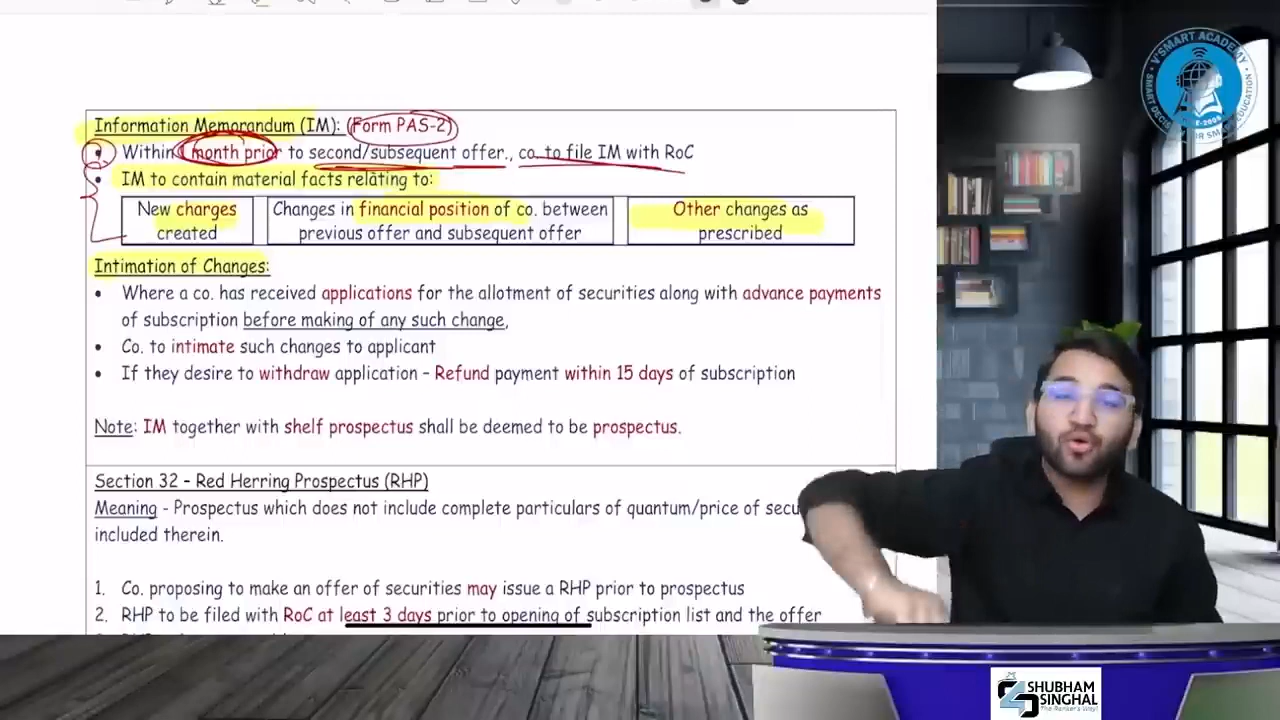 Information Memorandum (IM): (Form PAS-2)
• Within 1 month prior to second/subsequent offer., co. to file IM with RoC
• IM to contain material facts relating to:
New charges created
Changes in financial position of co. between previous offer and subsequent offer
Other changes as prescribed
Intimation of Changes:
• Where a co. has received applications for the allotment of securities along with advance payments
of subscription before making of any such change,
• Co. to intimate such changes to applicant
• If they desire to withdraw application – Refund payment within 15 days of subscription
Note: IM together with shelf prospectus shall be deemed to be prospectus.
Section 32 – Red Herring Prospectus (RHP)
Meaning - Prospectus which does not include complete particulars of quantum/price of
included therein.
1. Co. proposing to make an offer of securities may issue a RHP prior to prospectus
2. RHP to be filed with RoC at least 3 days prior to opening of subscription list and the offer
V'SMART ACADEMY
SHUBHAM
SINGHAL